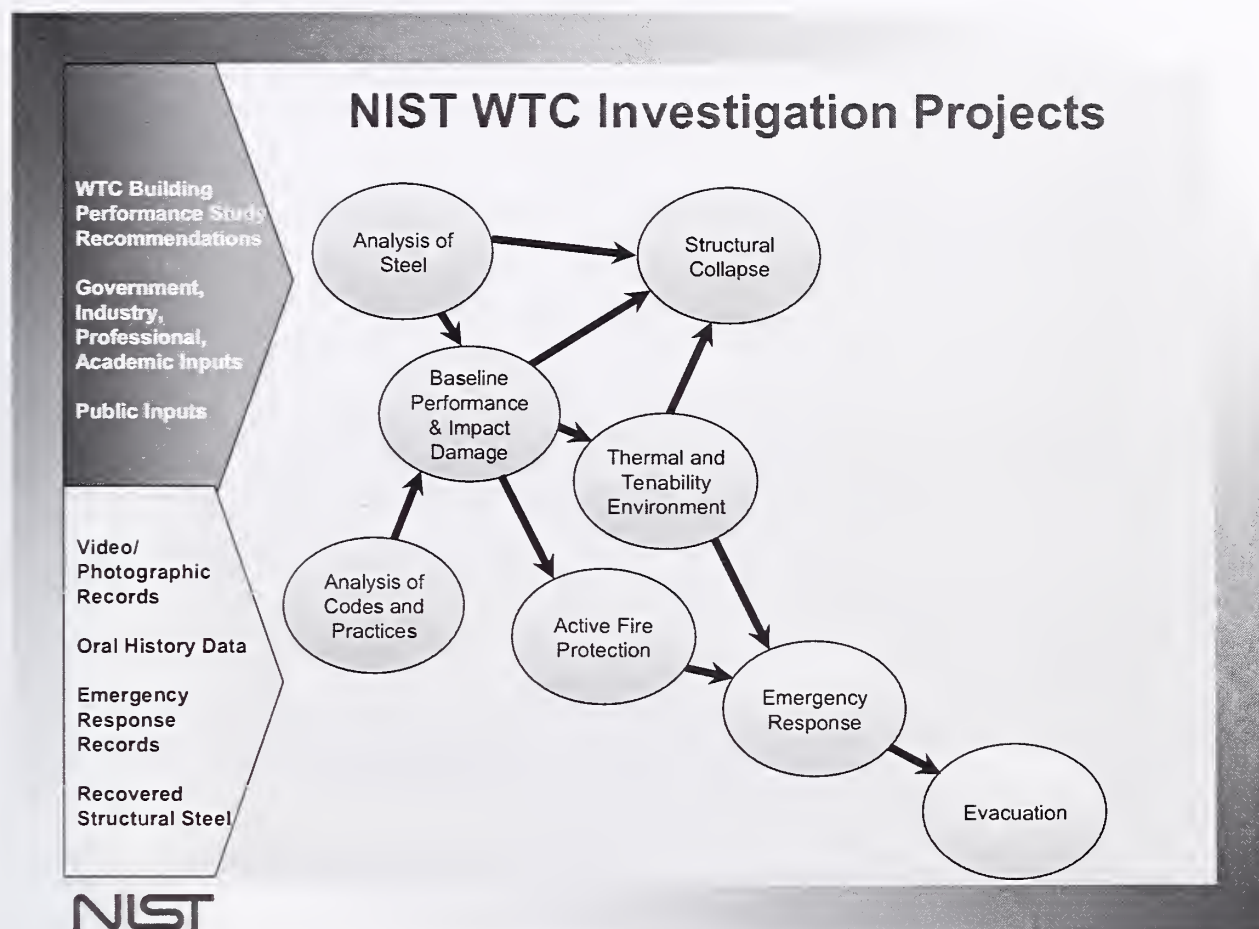 NIST WTC Investigation Projects
WTC Building
Performance Study
Recommendations
Government,
Industry,
Professional,
Academic Inputs
Public Inputs
Video/
Photographic
Records
Oral History Data
Emergency
Response
Records
Recovered
Structural Steel
Analysis of
Steel
Structural
Collapse
Baseline
Performance
& Impact
Damage
Thermal and
Tenability
Environment
Analysis of
Codes and
Practices
Active Fire
Protection
Emergency
Response
Evacuation
NIST